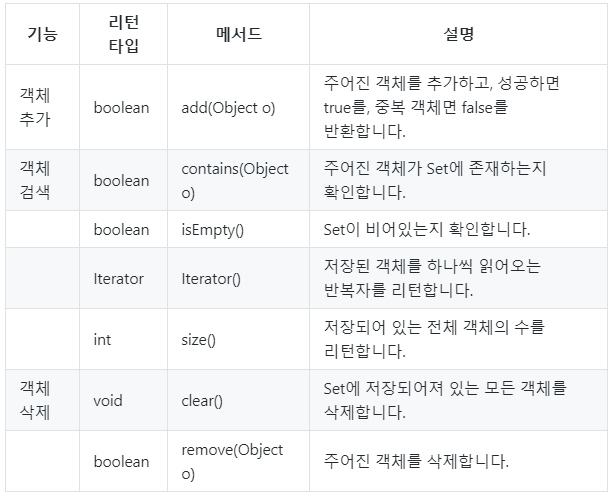 기능 리턴 타입 메서드 설명
객체 추가 boolean add(Object o) 주어진 객체를 추가하고, 성공하면
true를, 중복 객체면 false를
반환합니다.
객체 검색 boolean contains(Object o) 주어진 객체가 Set에 존재하는지
확인합니다.
boolean isEmpty() Set이 비어있는지 확인합니다.
Iterator Iterator() 저장된 객체를 하나씩 읽어오는
반복자를 리턴합니다.
int size() 저장되어 있는 전체 객체의 수를
리턴합니다.
객체 삭제 void clear() Set에 저장되어져 있는 모든 객체를
삭제합니다.
boolean remove(Object o) 주어진 객체를 삭제합니다.